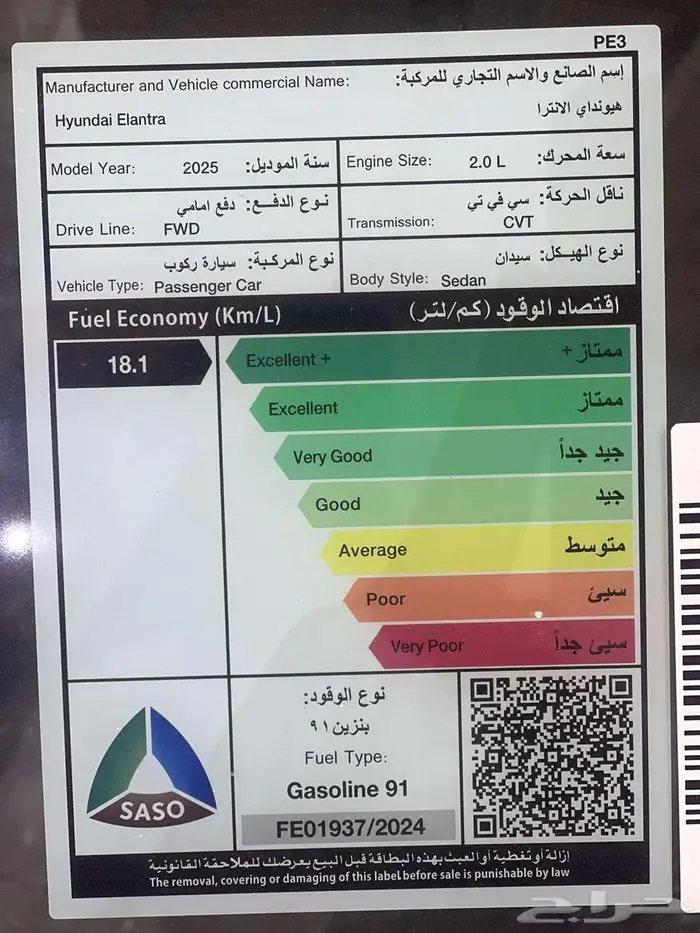 PE3
Manufacturer and Vehicle commercial Name: إسم الصانع والاسم التجاري للمركبة:
Hyundai Elantra هيونداي الانترا
Model Year: 2025 سنة الموديل:
Engine Size: 2.0 L سعة المحرك:
نوع الدفع: دفع امامي
Drive Line: FWD
ناقل الحركة: سي في تي
Transmission: CVT
نوع المركبة: سيارة ركوب
Vehicle Type: Passenger Car
نوع الهيكل: سيدان
Body Style: Sedan
Fuel Economy (Km/L) اقتصاد الوقود (كم/لتر)
18.1
Excellent + ممتاز +
Excellent ممتاز
Very Good جيد جداً
Good جيد
Average متوسط
Poor سيئ
Very Poor سيئ جداً
SASO
نوع الوقود:
بنزين ٩١
Fuel Type:
Gasoline 91
FE01937/2024
إزالة أو تغطية أو العبث بهذه البطاقة قبل البيع يعرضك للملاحقة القانونية
The removal, covering or damaging of this label before sale is punishable by law
حراج